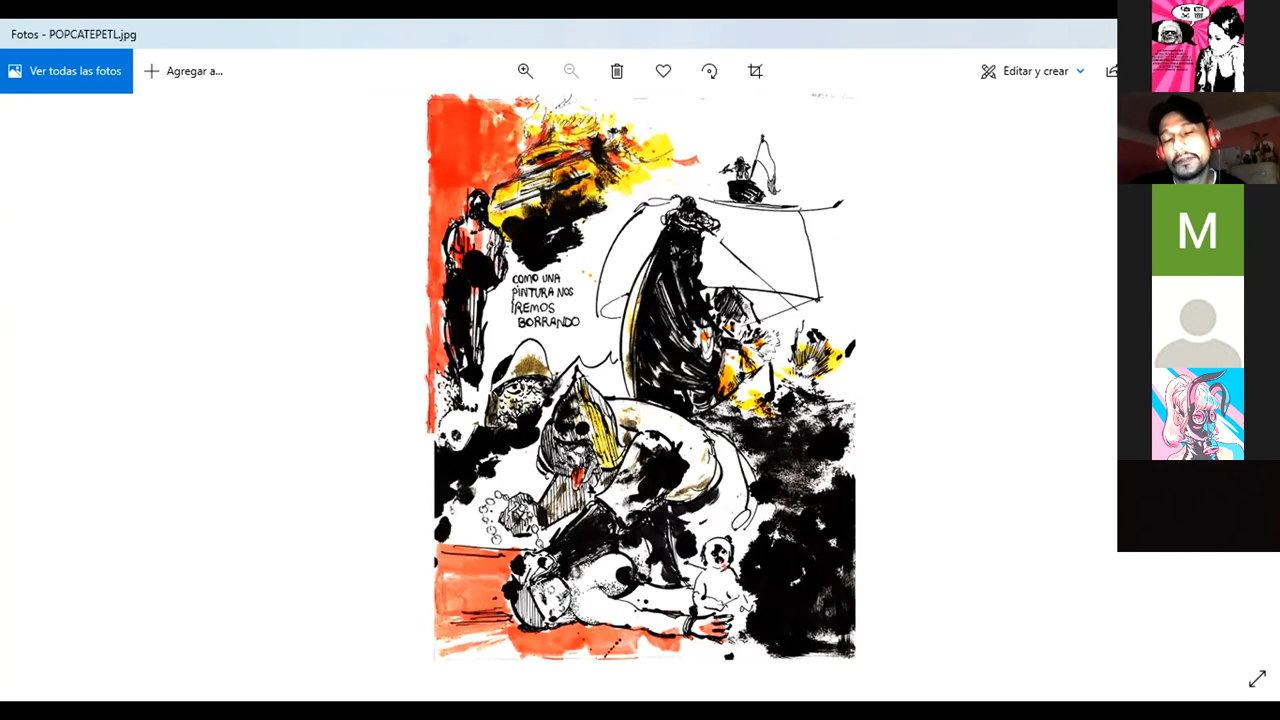 Fotos - POPCATEPETL.jpg
Ver todas las fotos
Agregar a...
Editar y crear
COMO UNA
PINTURA NOS
IREMOS
BORRANDO
M